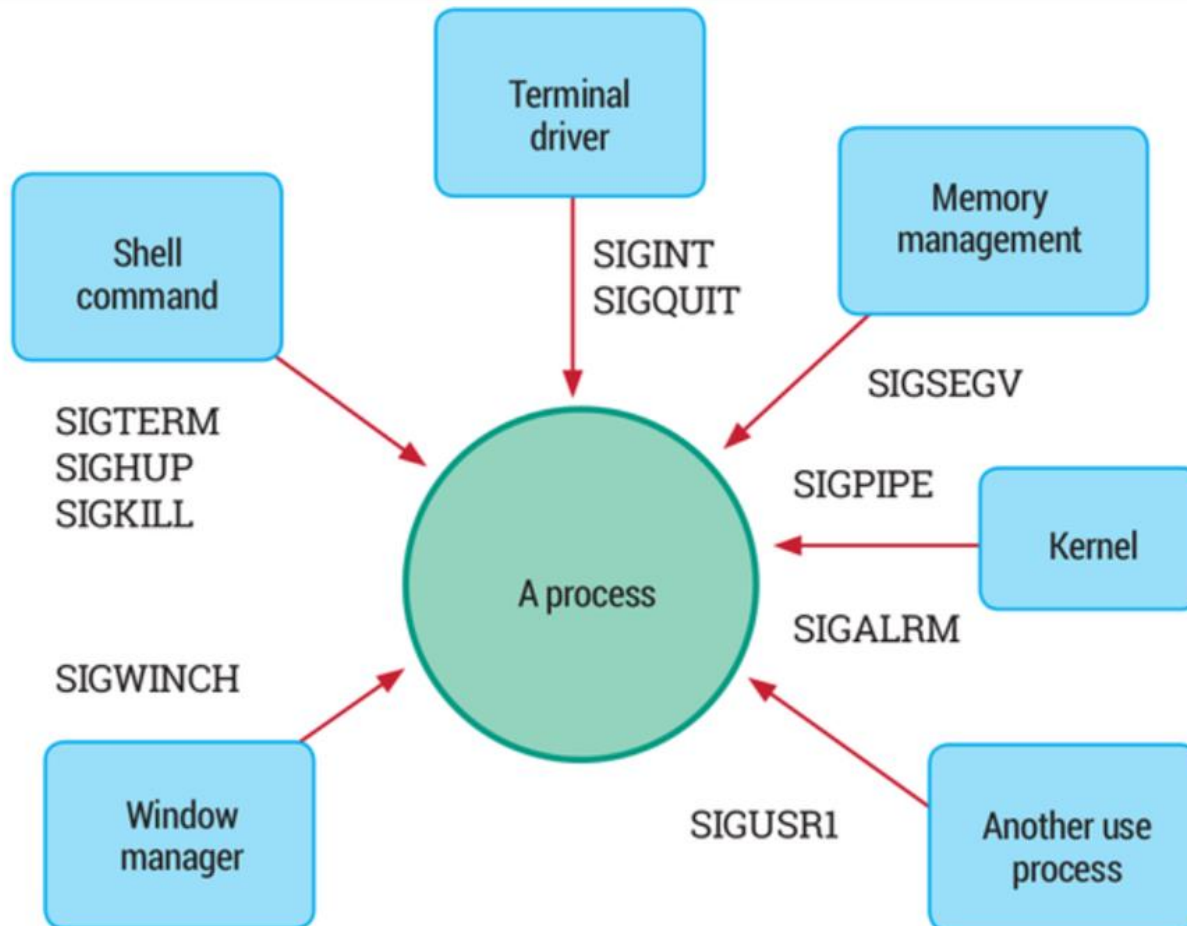 Terminal
driver
Memory
management
Shell
command
SIGINT
SIGQUIT
SIGSEGV
SIGTERM
SIGHUP
SIGKILL
SIGPIPE
Kernel
A process
SIGALRM
SIGWINCH
Window
manager
SIGUSR1
Another use
process